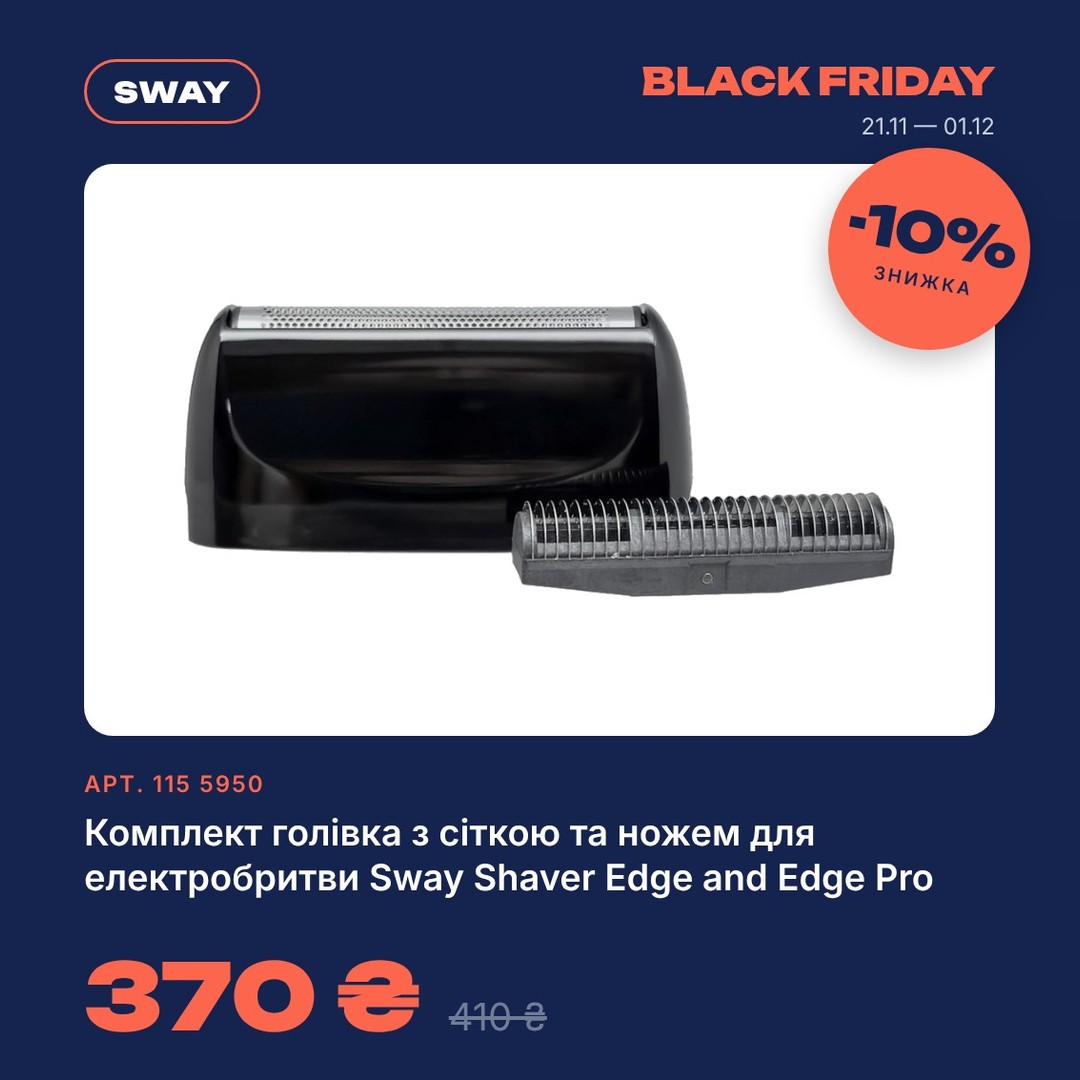 SWAY
BLACK FRIDAY
21.11 — 01.12
-10%
ЗНИЖКА
АРТ. 115 5950
Комплект голівка з сіткою та ножем для
електробритви Sway Shaver Edge and Edge Pro
370 ₴ 410 ₴